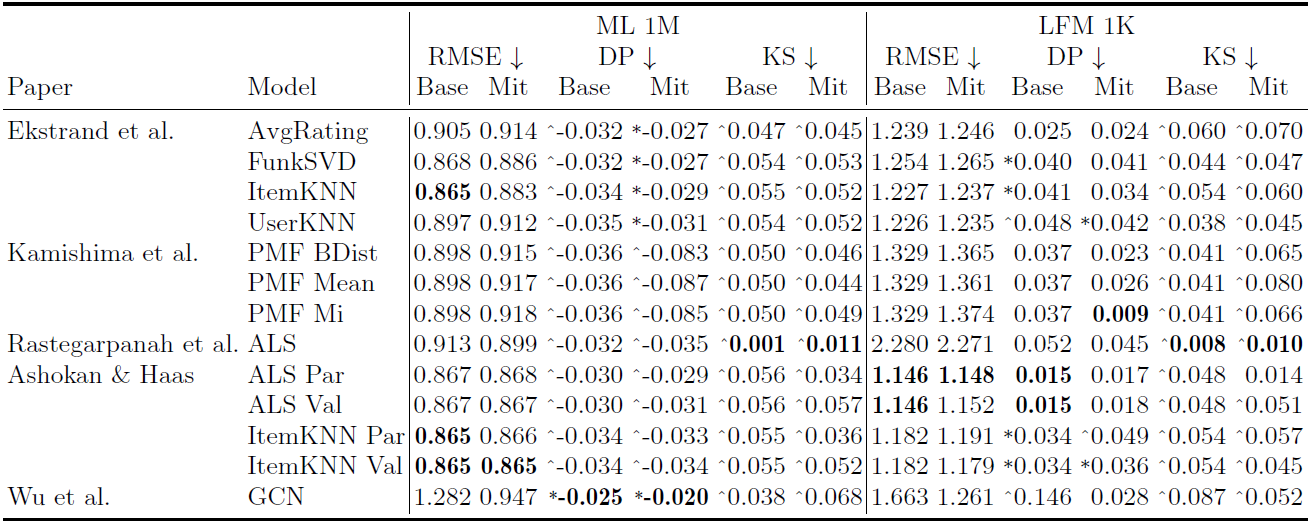 ML 1M LFM 1K
RMSE ↓ DP ↓ KS ↓ RMSE ↓ DP ↓ KS ↓
Paper Model Base Mit Base Mit Base Mit Base Mit Base Mit Base Mit
Ekstrand et al. AvgRating 0.905 0.914 ^-0.032 *-0.027 ^0.047 ^0.045 1.239 1.246 0.025 0.024 ^0.060 ^0.070
FunkSVD 0.868 0.886 ^-0.032 *-0.027 ^0.054 ^0.053 1.254 1.265 *0.040 0.041 ^0.044 ^0.047
ItemKNN 0.865 0.883 ^-0.034 *-0.029 ^0.055 ^0.052 1.227 1.237 *0.041 0.034 ^0.054 ^0.060
UserKNN 0.897 0.912 ^-0.035 *-0.031 ^0.054 ^0.052 1.226 1.235 ^0.048 *0.042 ^0.038 ^0.045
Kamishima et al. PMF BDist 0.898 0.915 ^-0.036 ^-0.083 ^0.050 ^0.046 1.329 1.365 0.037 0.023 ^0.041 ^0.065
PMF Mean 0.898 0.917 ^-0.036 ^-0.087 ^0.050 ^0.044 1.329 1.361 0.037 0.026 ^0.041 ^0.080
PMF Mi 0.898 0.918 ^-0.036 ^-0.085 ^0.050 ^0.049 1.329 1.374 0.037 0.009 ^0.041 ^0.066
Rastegarpanah et al. ALS 0.913 0.899 ^-0.032 ^-0.035 ^0.001 ^0.011 2.280 2.271 0.052 0.045 ^0.008 ^0.010
Ashokan & Haas ALS Par 0.867 0.868 ^-0.030 ^-0.029 ^0.056 ^0.034 1.146 1.148 0.015 0.017 ^0.048 0.014
ALS Val 0.867 0.867 ^-0.030 ^-0.031 ^0.056 ^0.057 1.146 1.152 0.015 0.018 ^0.048 ^0.051
ItemKNN Par 0.865 0.866 ^-0.034 ^-0.033 ^0.055 ^0.036 1.182 1.191 *0.034 ^0.049 ^0.054 ^0.057
ItemKNN Val 0.865 0.865 ^-0.034 ^-0.034 ^0.055 ^0.052 1.182 1.179 *0.034 *0.036 ^0.054 ^0.045
Wu et al. GCN 1.282 0.947 *-0.025 *-0.020 ^0.038 ^0.068 1.663 1.261 ^0.146 0.028 ^0.087 ^0.052